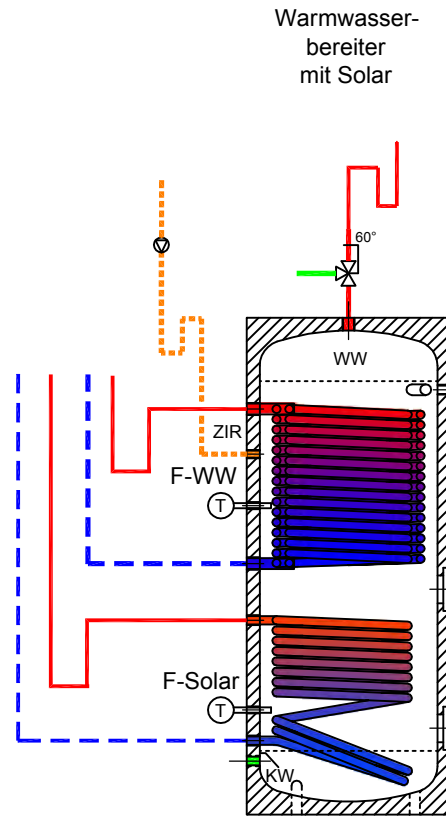 Warmwasser-
bereiter
mit Solar
60°
WW
ZIR
F-WW
T
F-Solar
T
KW